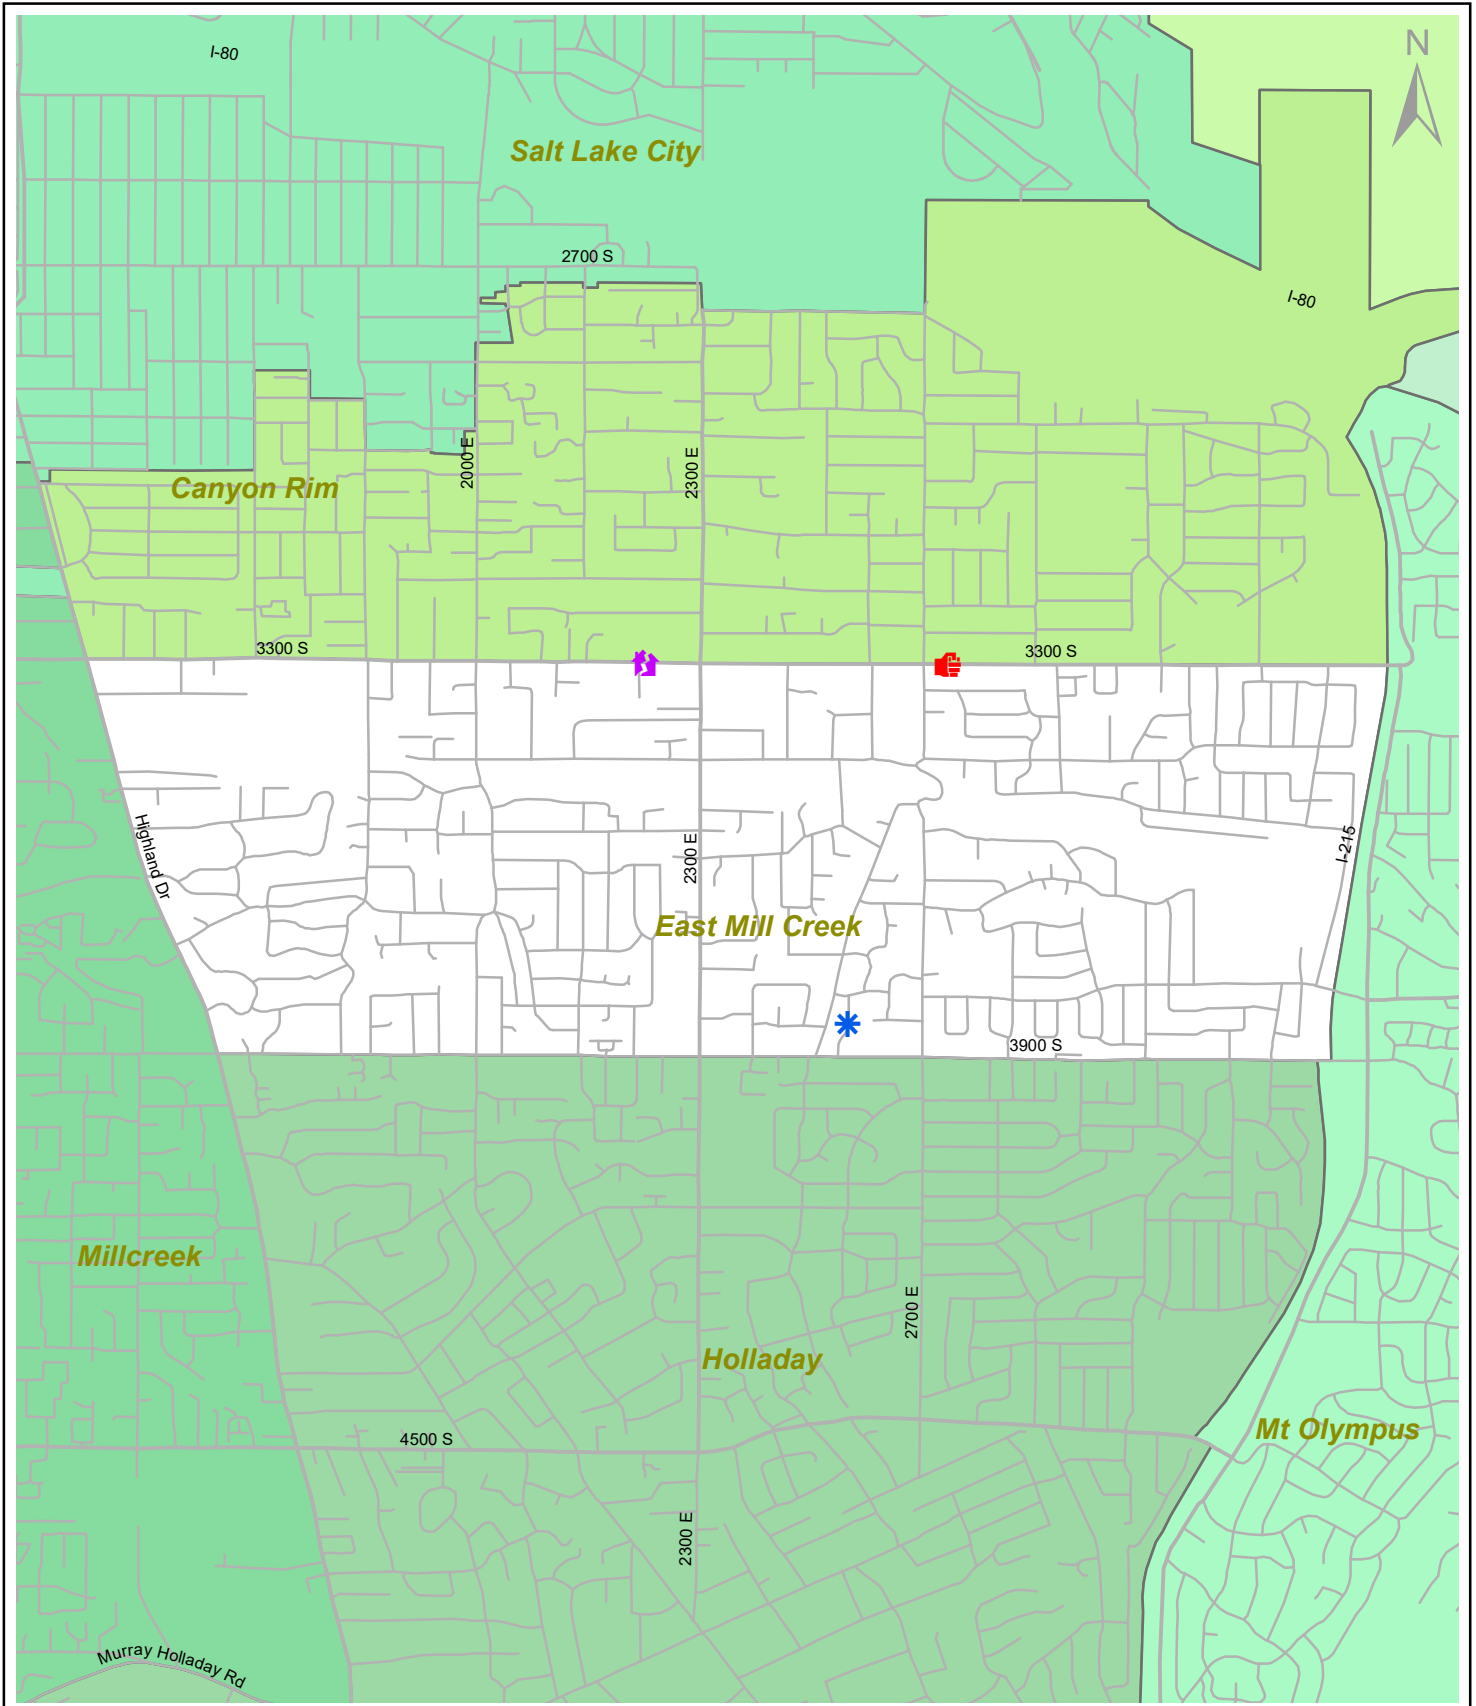 I-80
N
Salt Lake City
2700 S
I-80
2000 E
2300 E
Canyon Rim
3300 S
3300 S
Highland Dr
2300 E
I-215
East Mill Creek
3900 S
Millcreek
2700 E
Holladay
Mt Olympus
4500 S
2300 E
Murray Holladay Rd